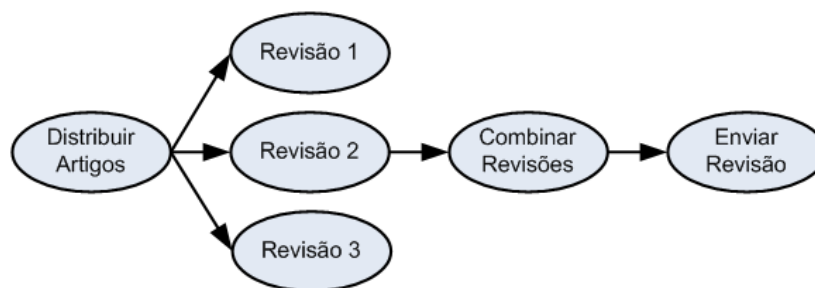 Revisão 1
Distribuir
Artigos
Revisão 2
Combinar
Revisões
Enviar
Revisão
Revisão 3